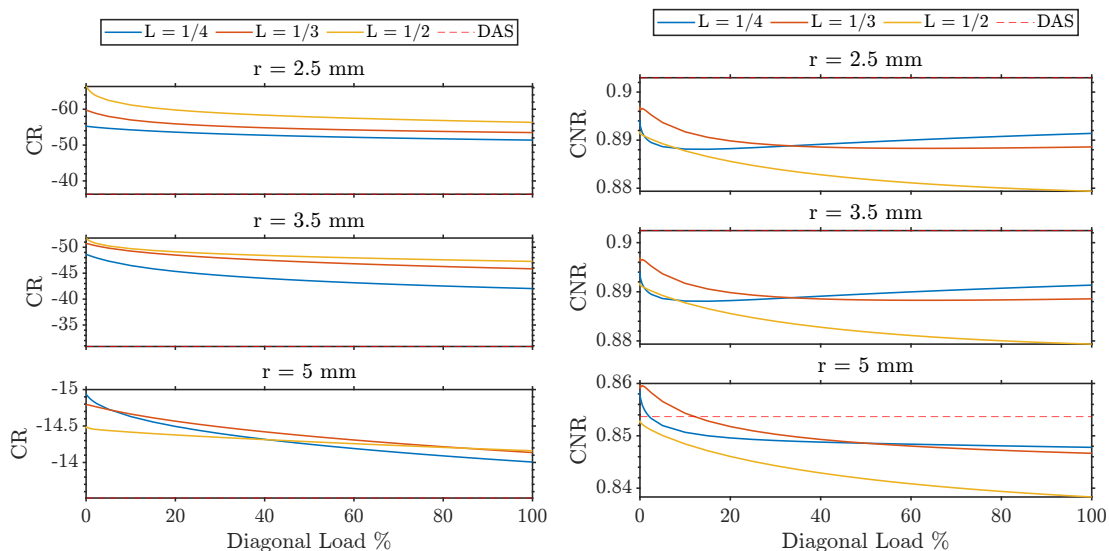 L = 1/4 L = 1/3 L = 1/2 DAS
r = 2.5 mm
-60
-50
-40
CR
r = 3.5 mm
-50
-45
-40
-35
CR
r = 5 mm
-15
-14.5
-14
CR
0 20 40 60 80 100
Diagonal Load %
L = 1/4 L = 1/3 L = 1/2 DAS
r = 2.5 mm
0.9
0.89
0.88
CNR
r = 3.5 mm
0.9
0.89
0.88
CNR
r = 5 mm
0.86
0.85
0.84
CNR
0 20 40 60 80 100
Diagonal Load %